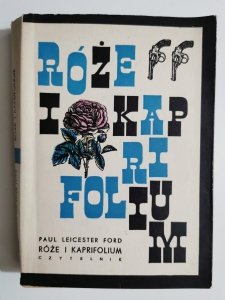 RÓŻE
I KAP
RI
FOL IUM
PAUL LEICESTER FORD
RÓŻE I KAPRIFOLIUM
CZYTELNIK